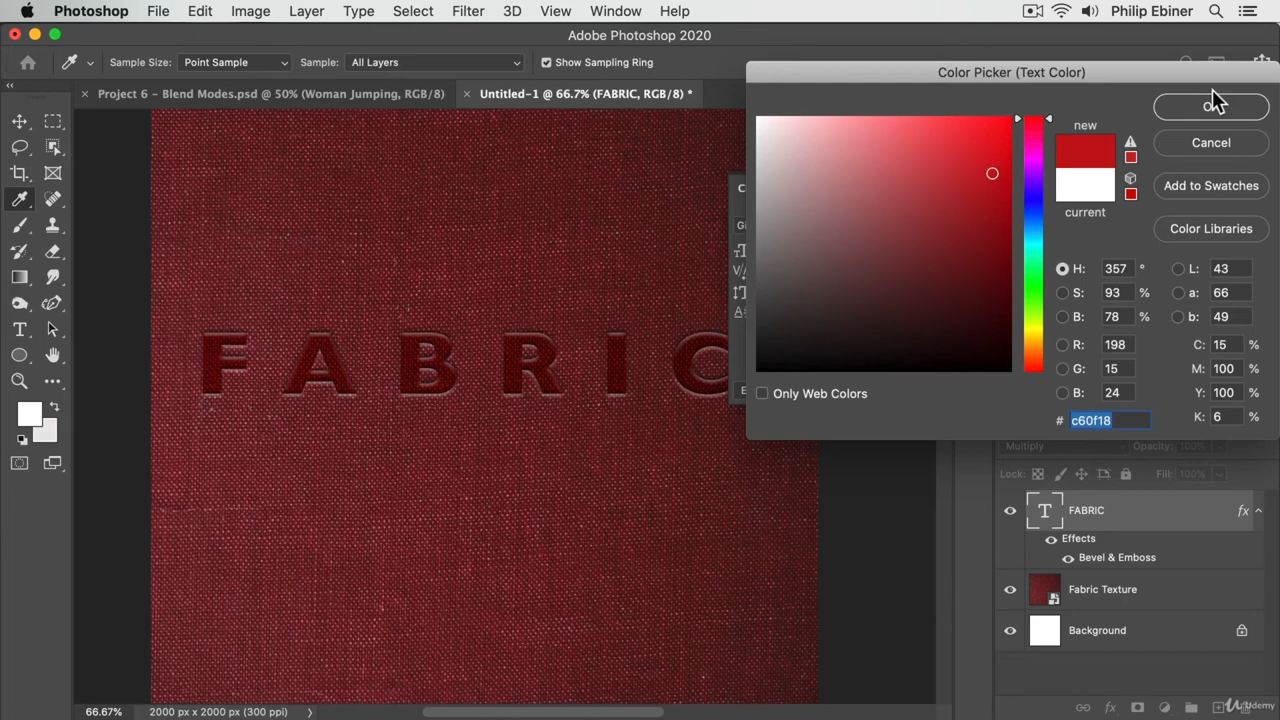 Photoshop File Edit Image Layer Type Select Filter 3D View Window Help Philip Ebiner
Adobe Photoshop 2020
Sample Size: Point Sample Sample: All Layers Show Sampling Ring
Project 6 – Blend Modes.psd @ 50% (Woman Jumping, RGB/8)
Untitled-1 @ 66.7% (FABRIC, RGB/8) *
Color Picker (Text Color)
new
current
Cancel
Add to Swatches
Color Libraries
H: 357 ° L: 43
S: 93 % a: 66
B: 78 % b: 49
R: 198 C: 15 %
G: 15 M: 100 %
B: 24 Y: 100 %
# c60f18 K: 6 %
Only Web Colors
FABRIC
Multiply Opacity: 100%
Lock: Fill: 100%
T FABRIC fx
Effects
Bevel & Emboss
Fabric Texture
Background
66.67% 2000 px x 2000 px (300 ppi)
fx
Udemy